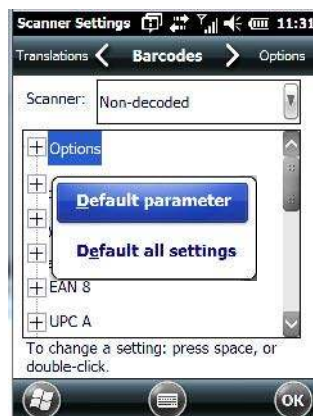 Scanner Settings 11:31
Translations Barcodes Options
Scanner: Non-decoded
Options
Default parameter
Default all settings
EAN 8
UPC A
To change a setting: press space, or
double-click.
OK